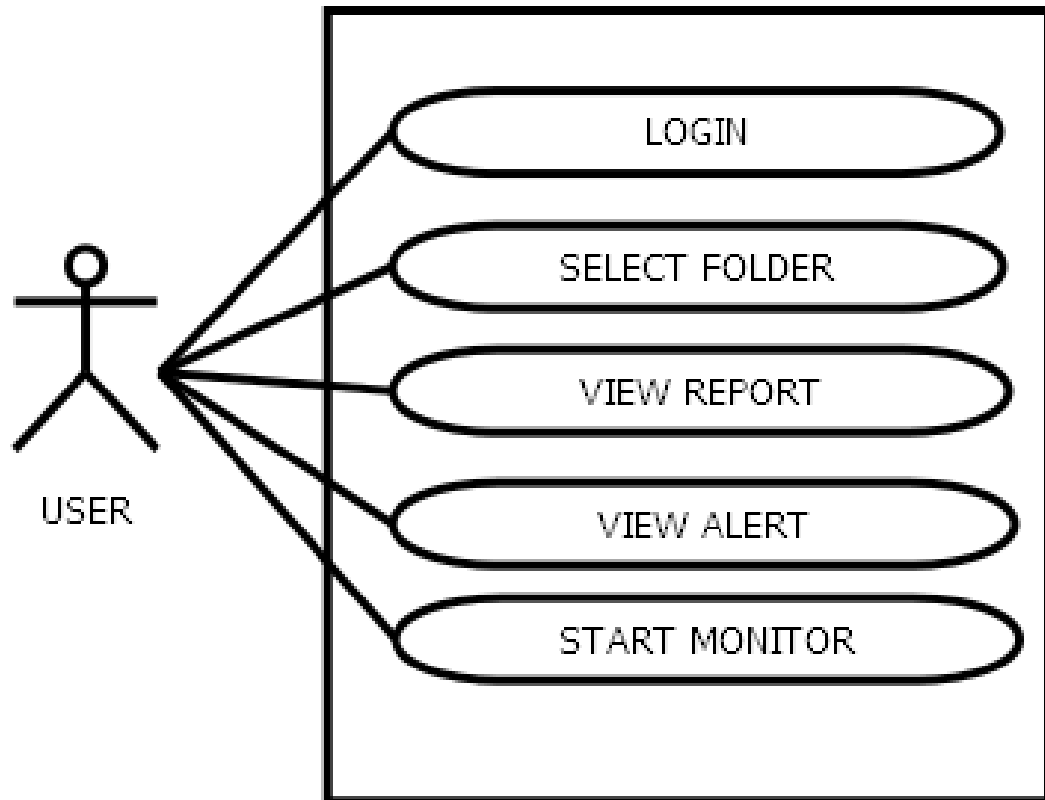 LOGIN
SELECT FOLDER
VIEW REPORT
VIEW ALERT
START MONITOR
USER